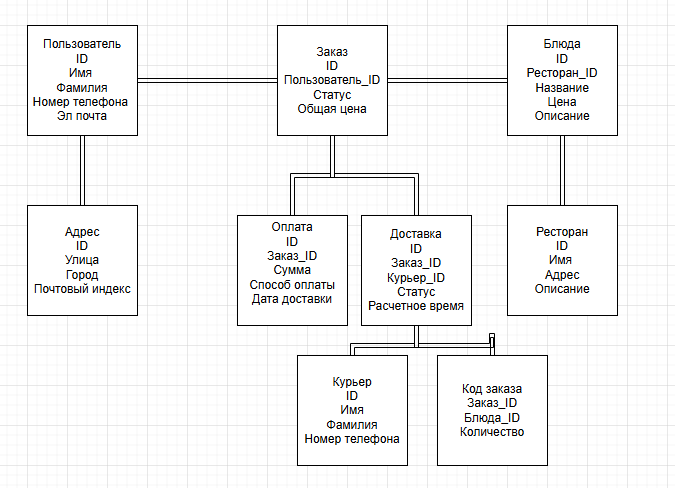 Пользователь
ID
Имя
Фамилия
Номер телефона
Эл почта
Заказ
ID
Пользователь_ID
Статус
Общая цена
Блюда
ID
Ресторан_ID
Название
Цена
Описание
Адрес
ID
Улица
Город
Почтовый индекс
Оплата
ID
Заказ_ID
Сумма
Способ оплаты
Дата доставки
Доставка
ID
Заказ_ID
Курьер_ID
Статус
Расчетное время
Ресторан
ID
Имя
Адрес
Описание
Курьер
ID
Имя
Фамилия
Номер телефона
Код заказа
Заказ_ID
Блюда_ID
Количество